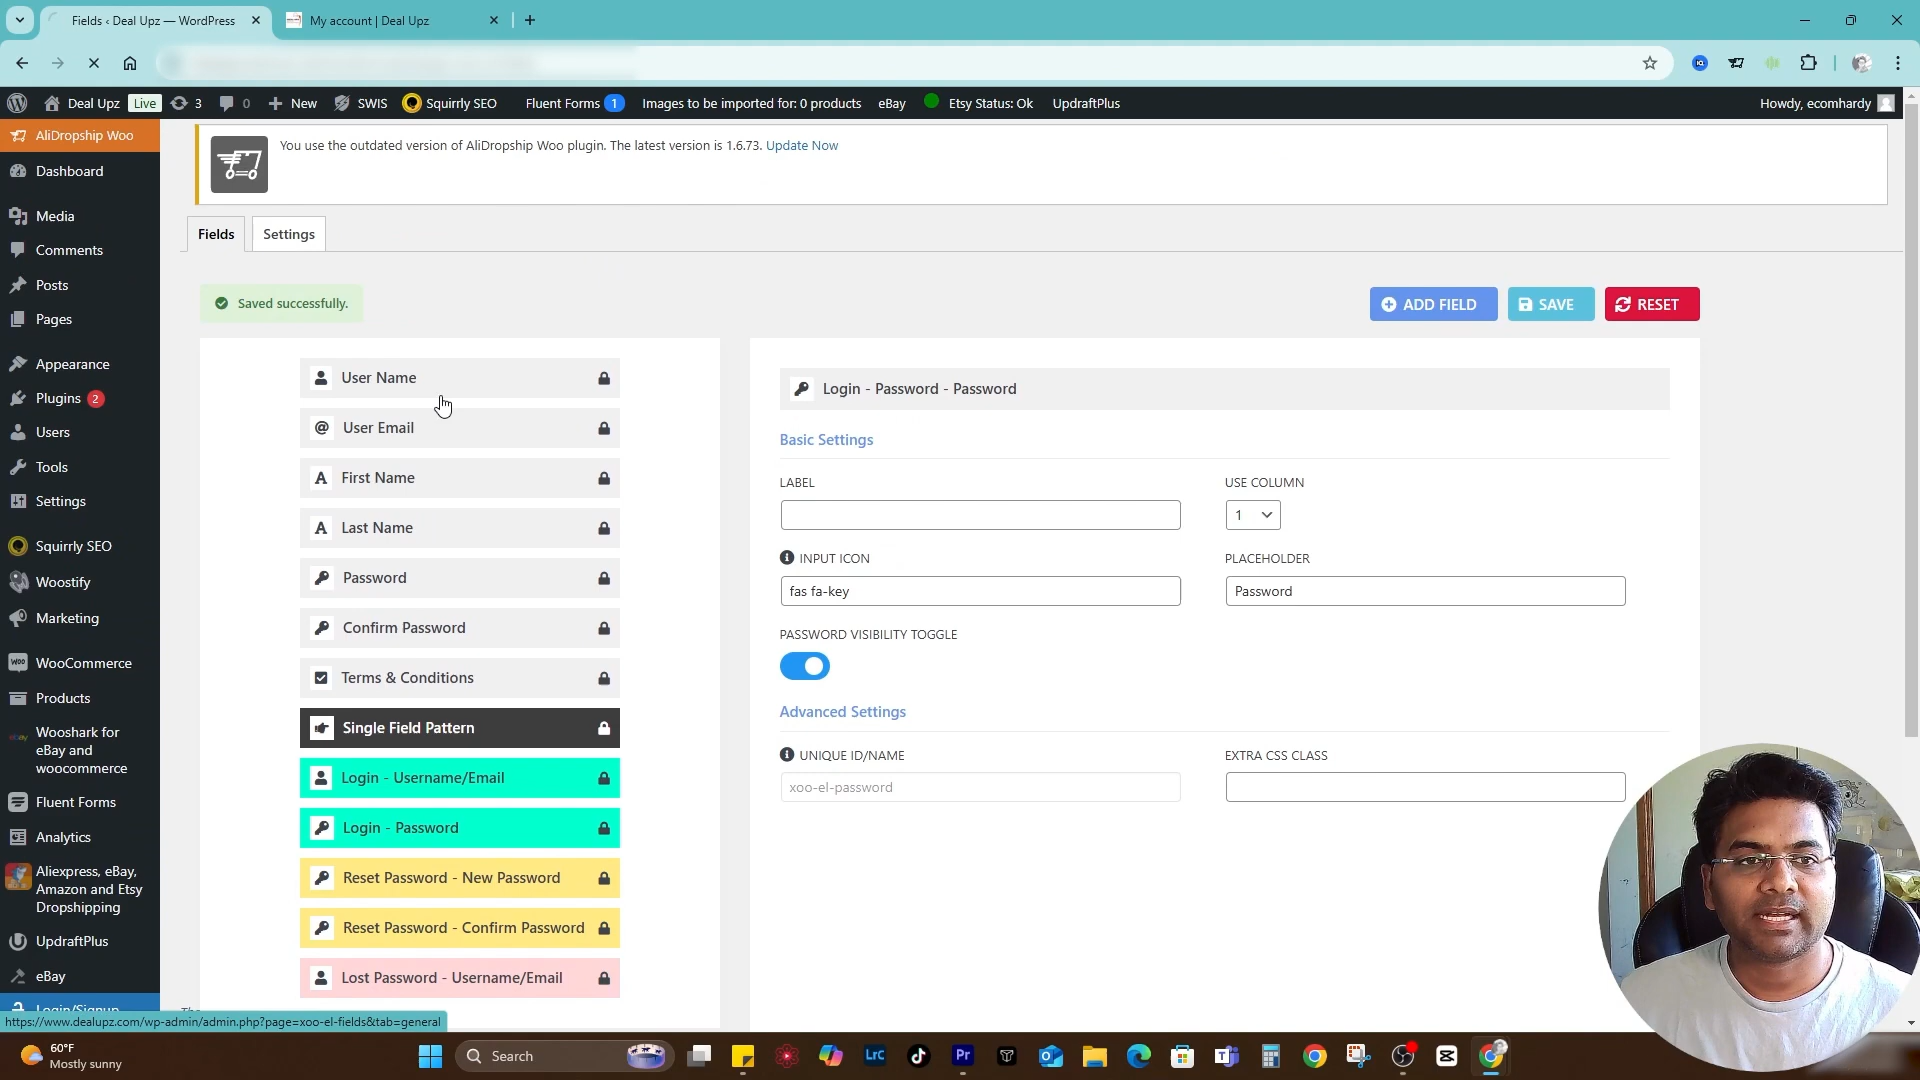 Fields ‹ Deal Upz — WordPress
My account | Deal Upz
Deal Upz
Live
3
0
New
SWIS
Squirrly SEO
Fluent Forms
1
Images to be imported for: 0 products
eBay
Etsy Status: Ok
UpdraftPlus
Howdy, ecomhardy
AliDropship Woo
Dashboard
Media
Comments
Posts
Pages
Appearance
Plugins
2
Users
Tools
Settings
Squirrly SEO
Woostify
Marketing
WooCommerce
Products
Wooshark for
eBay and
woocommerce
Fluent Forms
Analytics
Aliexpress, eBay,
Amazon and Etsy
Dropshipping
UpdraftPlus
eBay
Login/Signup
You use the outdated version of AliDropship Woo plugin. The latest version is 1.6.73. Update Now
Fields
Settings
Saved successfully.
ADD FIELD
SAVE
RESET
User Name
User Email
First Name
Last Name
Password
Confirm Password
Terms & Conditions
Single Field Pattern
Login - Username/Email
Login - Password
Reset Password - New Password
Reset Password - Confirm Password
Lost Password - Username/Email
Login - Password - Password
Basic Settings
LABEL
USE COLUMN
1
INPUT ICON
PLACEHOLDER
fas fa-key
Password
PASSWORD VISIBILITY TOGGLE
Advanced Settings
UNIQUE ID/NAME
EXTRA CSS CLASS
xoo-el-password
https://www.dealupz.com/wp-admin/admin.php?page=xoo-el-fields&tab=general
60°F
Mostly sunny
Search
LrC
Pr